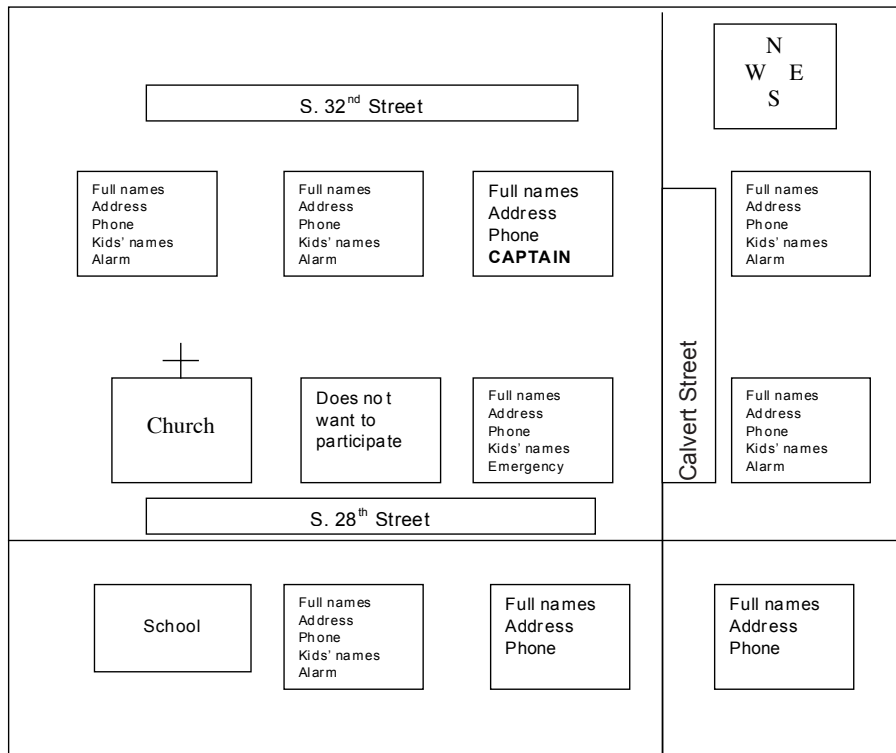 N
W E
S
S. 32nd Street
Full names
Address
Phone
Kids' names
Alarm
Full names
Address
Phone
Kids' names
Alarm
Full names
Address
Phone
CAPTAIN
Full names
Address
Phone
Kids' names
Alarm
Calvert Street
Church
Does not
want to
participate
Full names
Address
Phone
Kids' names
Emergency
Full names
Address
Phone
Kids' names
Alarm
S. 28th Street
School
Full names
Address
Phone
Kids' names
Alarm
Full names
Address
Phone
Full names
Address
Phone